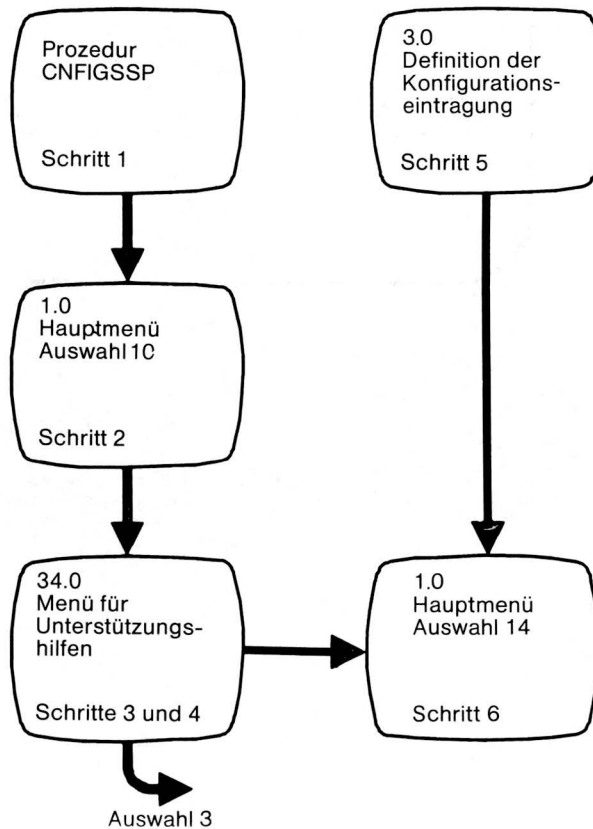 Prozedur
CNFIGSSP
Schritt 1
1.0
Hauptmenü
Auswahl 10
Schritt 2
34.0
Menü für
Unterstützungs-
hilfen
Schritte 3 und 4
Auswahl 3
3.0
Definition der
Konfigurations-
eintragung
Schritt 5
1.0
Hauptmenü
Auswahl 14
Schritt 6